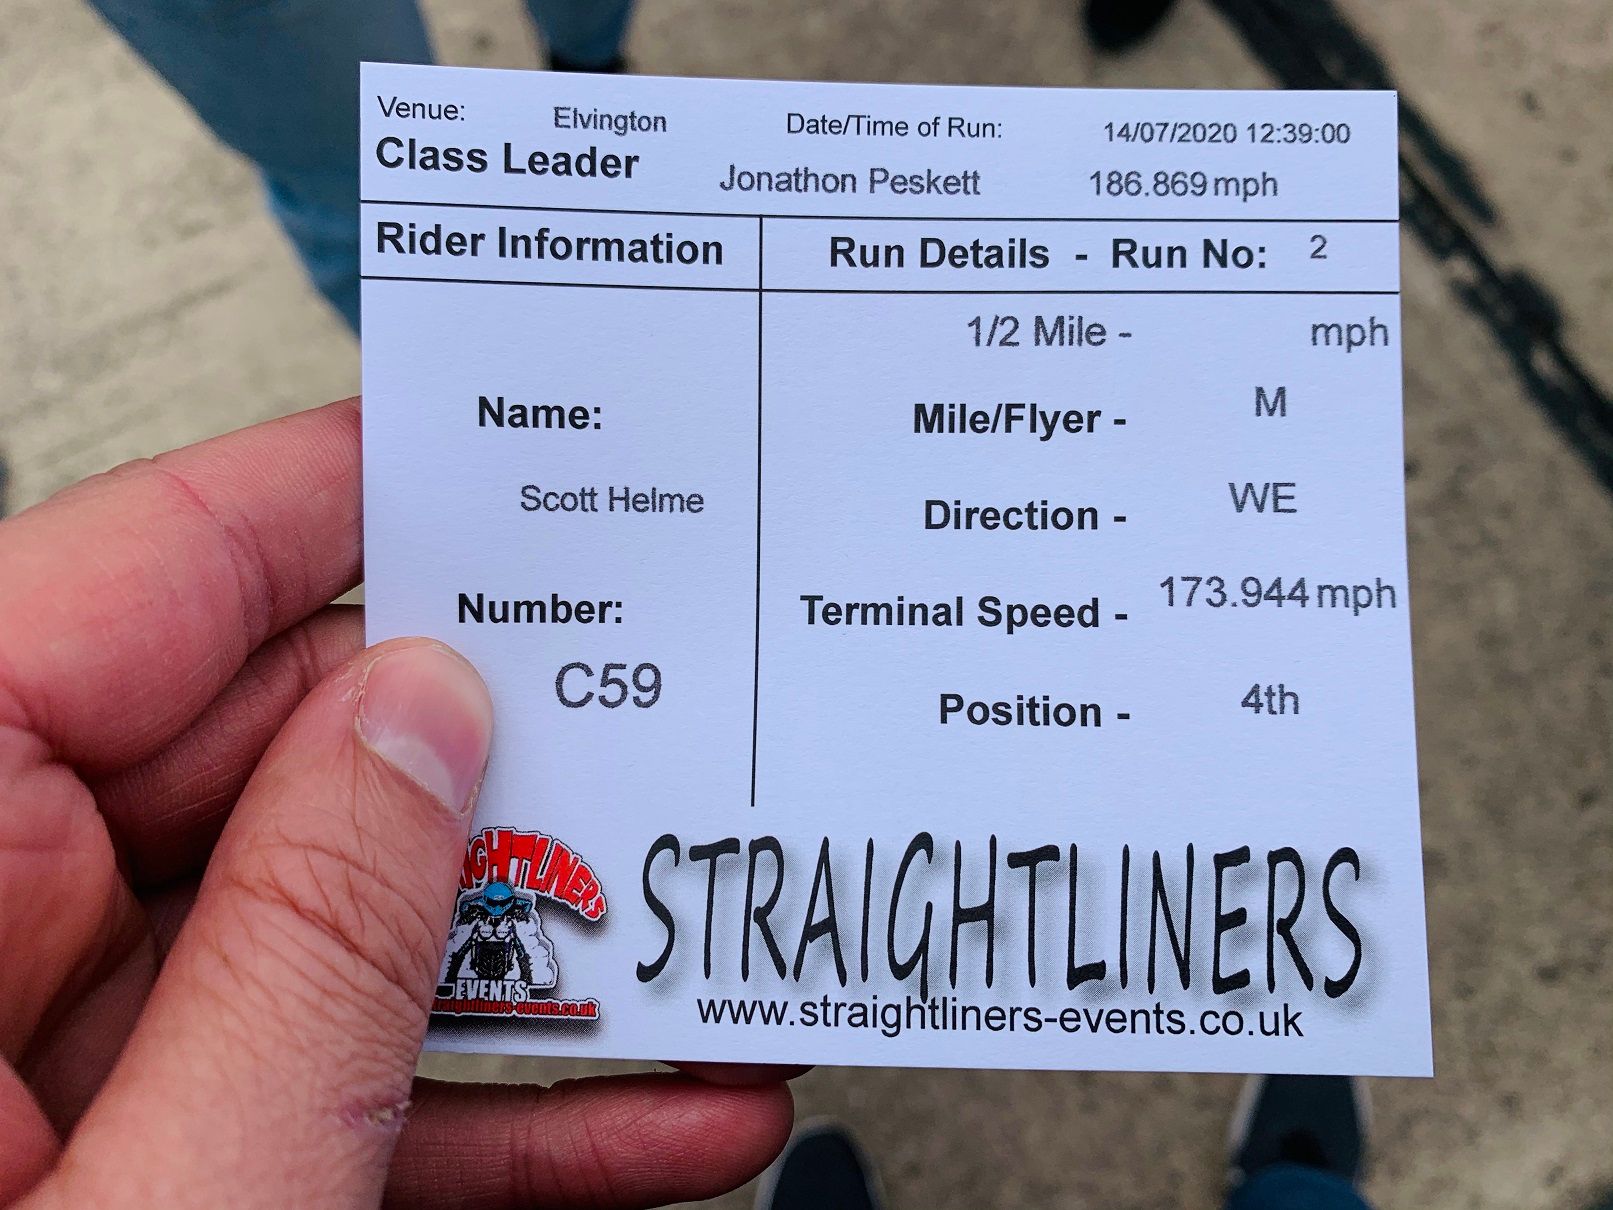 Venue: Elvington Date/Time of Run: 14/07/2020 12:39:00
Class Leader Jonathon Peskett 186.869 mph
Rider Information Run Details - Run No: 2
1/2 Mile - mph
Name: Mile/Flyer - M
Scott Helme Direction - WE
Number: Terminal Speed - 173.944 mph
C59 Position - 4th
STRAIGHTLINERS
www.straightliners-events.co.uk
EVENTS